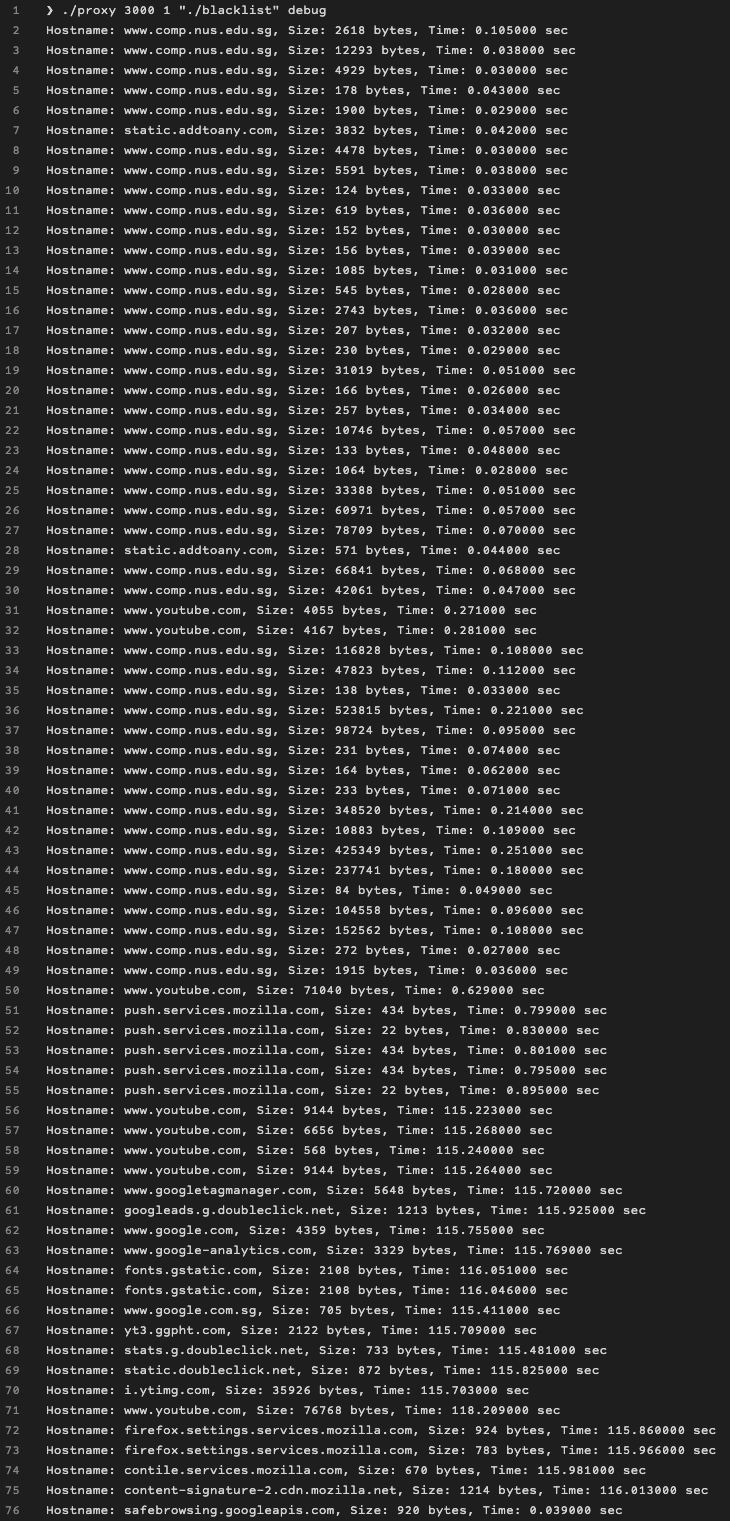 1 ❯ ./proxy 3000 1 "./blacklist" debug
2 Hostname: www.comp.nus.edu.sg, Size: 2618 bytes, Time: 0.105000 sec
3 Hostname: www.comp.nus.edu.sg, Size: 12293 bytes, Time: 0.038000 sec
4 Hostname: www.comp.nus.edu.sg, Size: 4929 bytes, Time: 0.030000 sec
5 Hostname: www.comp.nus.edu.sg, Size: 178 bytes, Time: 0.043000 sec
6 Hostname: www.comp.nus.edu.sg, Size: 1900 bytes, Time: 0.029000 sec
7 Hostname: static.addtoany.com, Size: 3832 bytes, Time: 0.042000 sec
8 Hostname: www.comp.nus.edu.sg, Size: 4478 bytes, Time: 0.030000 sec
9 Hostname: www.comp.nus.edu.sg, Size: 5591 bytes, Time: 0.038000 sec
10 Hostname: www.comp.nus.edu.sg, Size: 124 bytes, Time: 0.033000 sec
11 Hostname: www.comp.nus.edu.sg, Size: 619 bytes, Time: 0.036000 sec
12 Hostname: www.comp.nus.edu.sg, Size: 152 bytes, Time: 0.030000 sec
13 Hostname: www.comp.nus.edu.sg, Size: 156 bytes, Time: 0.039000 sec
14 Hostname: www.comp.nus.edu.sg, Size: 1085 bytes, Time: 0.031000 sec
15 Hostname: www.comp.nus.edu.sg, Size: 545 bytes, Time: 0.028000 sec
16 Hostname: www.comp.nus.edu.sg, Size: 2743 bytes, Time: 0.036000 sec
17 Hostname: www.comp.nus.edu.sg, Size: 207 bytes, Time: 0.032000 sec
18 Hostname: www.comp.nus.edu.sg, Size: 230 bytes, Time: 0.029000 sec
19 Hostname: www.comp.nus.edu.sg, Size: 31019 bytes, Time: 0.051000 sec
20 Hostname: www.comp.nus.edu.sg, Size: 166 bytes, Time: 0.026000 sec
21 Hostname: www.comp.nus.edu.sg, Size: 257 bytes, Time: 0.034000 sec
22 Hostname: www.comp.nus.edu.sg, Size: 10746 bytes, Time: 0.057000 sec
23 Hostname: www.comp.nus.edu.sg, Size: 133 bytes, Time: 0.048000 sec
24 Hostname: www.comp.nus.edu.sg, Size: 1064 bytes, Time: 0.028000 sec
25 Hostname: www.comp.nus.edu.sg, Size: 33388 bytes, Time: 0.051000 sec
26 Hostname: www.comp.nus.edu.sg, Size: 60971 bytes, Time: 0.057000 sec
27 Hostname: www.comp.nus.edu.sg, Size: 78709 bytes, Time: 0.070000 sec
28 Hostname: static.addtoany.com, Size: 571 bytes, Time: 0.044000 sec
29 Hostname: www.comp.nus.edu.sg, Size: 66841 bytes, Time: 0.068000 sec
30 Hostname: www.comp.nus.edu.sg, Size: 42061 bytes, Time: 0.047000 sec
31 Hostname: www.youtube.com, Size: 4055 bytes, Time: 0.271000 sec
32 Hostname: www.youtube.com, Size: 4167 bytes, Time: 0.281000 sec
33 Hostname: www.comp.nus.edu.sg, Size: 116828 bytes, Time: 0.108000 sec
34 Hostname: www.comp.nus.edu.sg, Size: 47823 bytes, Time: 0.112000 sec
35 Hostname: www.comp.nus.edu.sg, Size: 138 bytes, Time: 0.033000 sec
36 Hostname: www.comp.nus.edu.sg, Size: 523815 bytes, Time: 0.221000 sec
37 Hostname: www.comp.nus.edu.sg, Size: 98724 bytes, Time: 0.095000 sec
38 Hostname: www.comp.nus.edu.sg, Size: 231 bytes, Time: 0.074000 sec
39 Hostname: www.comp.nus.edu.sg, Size: 164 bytes, Time: 0.062000 sec
40 Hostname: www.comp.nus.edu.sg, Size: 233 bytes, Time: 0.071000 sec
41 Hostname: www.comp.nus.edu.sg, Size: 348520 bytes, Time: 0.214000 sec
42 Hostname: www.comp.nus.edu.sg, Size: 10883 bytes, Time: 0.109000 sec
43 Hostname: www.comp.nus.edu.sg, Size: 425349 bytes, Time: 0.251000 sec
44 Hostname: www.comp.nus.edu.sg, Size: 237741 bytes, Time: 0.180000 sec
45 Hostname: www.comp.nus.edu.sg, Size: 84 bytes, Time: 0.049000 sec
46 Hostname: www.comp.nus.edu.sg, Size: 104558 bytes, Time: 0.096000 sec
47 Hostname: www.comp.nus.edu.sg, Size: 152562 bytes, Time: 0.108000 sec
48 Hostname: www.comp.nus.edu.sg, Size: 272 bytes, Time: 0.027000 sec
49 Hostname: www.comp.nus.edu.sg, Size: 1915 bytes, Time: 0.036000 sec
50 Hostname: www.youtube.com, Size: 71040 bytes, Time: 0.629000 sec
51 Hostname: push.services.mozilla.com, Size: 434 bytes, Time: 0.799000 sec
52 Hostname: push.services.mozilla.com, Size: 22 bytes, Time: 0.830000 sec
53 Hostname: push.services.mozilla.com, Size: 434 bytes, Time: 0.801000 sec
54 Hostname: push.services.mozilla.com, Size: 434 bytes, Time: 0.795000 sec
55 Hostname: push.services.mozilla.com, Size: 22 bytes, Time: 0.895000 sec
56 Hostname: www.youtube.com, Size: 9144 bytes, Time: 115.223000 sec
57 Hostname: www.youtube.com, Size: 6656 bytes, Time: 115.268000 sec
58 Hostname: www.youtube.com, Size: 568 bytes, Time: 115.240000 sec
59 Hostname: www.youtube.com, Size: 9144 bytes, Time: 115.264000 sec
60 Hostname: www.googletagmanager.com, Size: 5648 bytes, Time: 115.720000 sec
61 Hostname: googleads.g.doubleclick.net, Size: 1213 bytes, Time: 115.925000 sec
62 Hostname: www.google.com, Size: 4359 bytes, Time: 115.755000 sec
63 Hostname: www.google-analytics.com, Size: 3329 bytes, Time: 115.769000 sec
64 Hostname: fonts.gstatic.com, Size: 2108 bytes, Time: 116.051000 sec
65 Hostname: fonts.gstatic.com, Size: 2108 bytes, Time: 116.046000 sec
66 Hostname: www.google.com.sg, Size: 705 bytes, Time: 115.411000 sec
67 Hostname: yt3.ggpht.com, Size: 2122 bytes, Time: 115.709000 sec
68 Hostname: stats.g.doubleclick.net, Size: 733 bytes, Time: 115.481000 sec
69 Hostname: static.doubleclick.net, Size: 872 bytes, Time: 115.825000 sec
70 Hostname: i.ytimg.com, Size: 35926 bytes, Time: 115.703000 sec
71 Hostname: www.youtube.com, Size: 76768 bytes, Time: 118.209000 sec
72 Hostname: firefox.settings.services.mozilla.com, Size: 924 bytes, Time: 115.860000 sec
73 Hostname: firefox.settings.services.mozilla.com, Size: 783 bytes, Time: 115.966000 sec
74 Hostname: contile.services.mozilla.com, Size: 670 bytes, Time: 115.981000 sec
75 Hostname: content-signature-2.cdn.mozilla.net, Size: 1214 bytes, Time: 116.013000 sec
76 Hostname: safebrowsing.googleapis.com, Size: 920 bytes, Time: 0.039000 sec